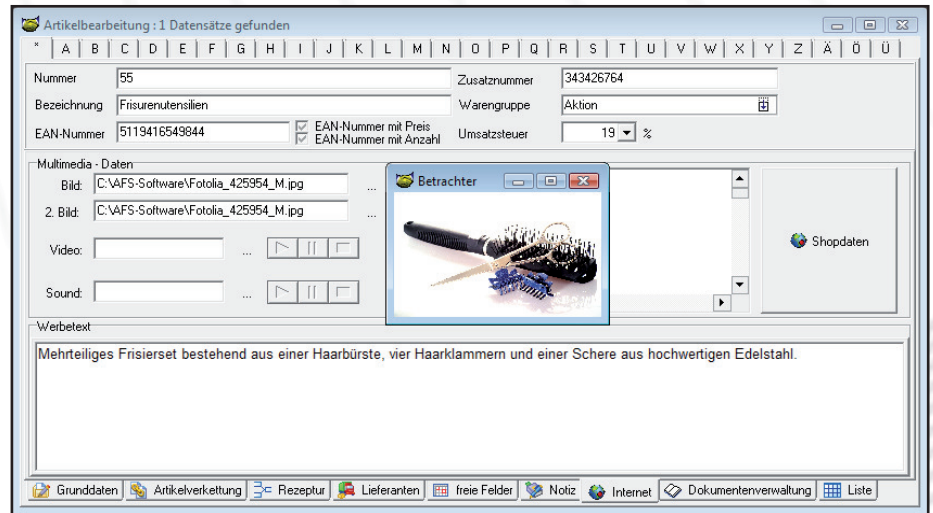 Artikelbearbeitung : 1 Datensätze gefunden
* A B C D E F G H I J K L M N O P Q R S T U V W X Y Z Ä Ö Ü
Nummer 55 Zusatznummer 343426764
Bezeichnung Frisurenutensilien Warengruppe Aktion
EAN-Nummer 5119416549844 EAN-Nummer mit Preis Umsatzsteuer 19 %
EAN-Nummer mit Anzahl
Multimedia - Daten
Bild: C:\AFS-Software\Fotolia_425954_M.jpg ... Betrachter
2. Bild: C:\AFS-Software\Fotolia_425954_M.jpg ...
Video: ... Shopdaten
Sound: ...
Werbetext
Mehrteiliges Frisierset bestehend aus einer Haarbürste, vier Haarklammern und einer Schere aus hochwertigen Edelstahl.
Grunddaten Artikelverkettung Rezeptur Lieferanten freie Felder Notiz Internet Dokumentenverwaltung Liste